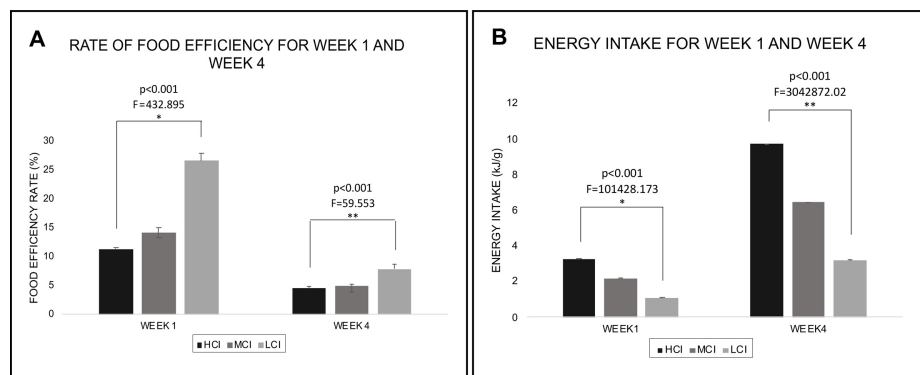 A
RATE OF FOOD EFFICIENCY FOR WEEK 1 AND
WEEK 4
p<0.001
F=432.895
*
p<0.001
F=59.553
**
FOOD EFFICENCY RATE (%)
30
25
20
15
10
5
0
WEEK 1
WEEK 4
HCI MCI LCI
B
ENERGY INTAKE FOR WEEK 1 AND WEEK 4
p<0.001
F=3042872.02
**
p<0.001
F=101428.173
*
ENERGY INTAKE (kJ/g)
12
10
8
6
4
2
0
WEEK1
WEEK4
HCI MCI LCI